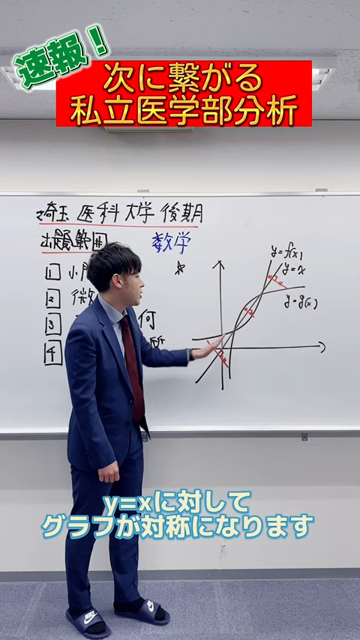 速報！
次に繋がる
私立医学部分析
埼玉医科大学後期
出題範囲
数学
1 小
2 微
3 何
4
y=f(x)
y=x
y=g(x)
y=xに対して
グラフが対称になります